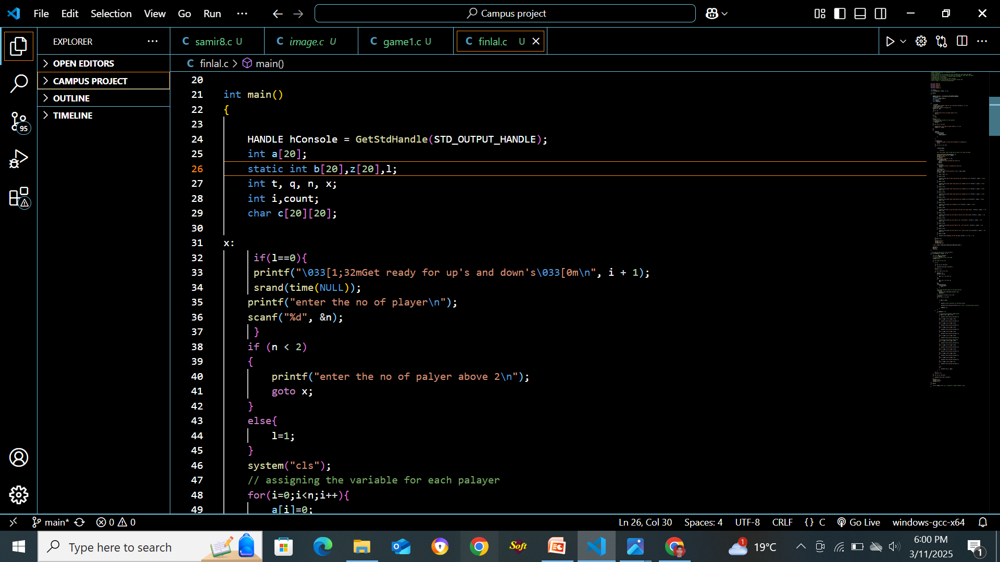 File Edit Selection View Go Run ··· Campus project
EXPLORER ···
samir8.c U
image.c U
game1.c U
finlal.c U
OPEN EDITORS
CAMPUS PROJECT
OUTLINE
TIMELINE
95
C finlal.c > main()
20
21 int main()
22 {
23
24 HANDLE hConsole = GetStdHandle(STD_OUTPUT_HANDLE);
25 int a[20];
26 static int b[20],z[20],l;
27 int t, q, n, x;
28 int i,count;
29 char c[20][20];
30
31 x:
32 if(l==0){
33 printf("\033[1;32mGet ready for up's and down's\033[0m\n", i + 1);
34 srand(time(NULL));
35 printf("enter the no of player\n");
36 scanf("%d", &n);
37 }
38 if (n < 2)
39 {
40 printf("enter the no of palyer above 2\n");
41 goto x;
42 }
43 else{
44 l=1;
45 }
46 system("cls");
47 // assigning the variable for each palayer
48 for(i=0;i<n;i++){
49 a[i]=0;
main* 0 0 Ln 26, Col 30 Spaces: 4 UTF-8 CRLF {} C Go Live windows-gcc-x64
Type here to search
Soft
1 19°C
6:00 PM
3/11/2025
1